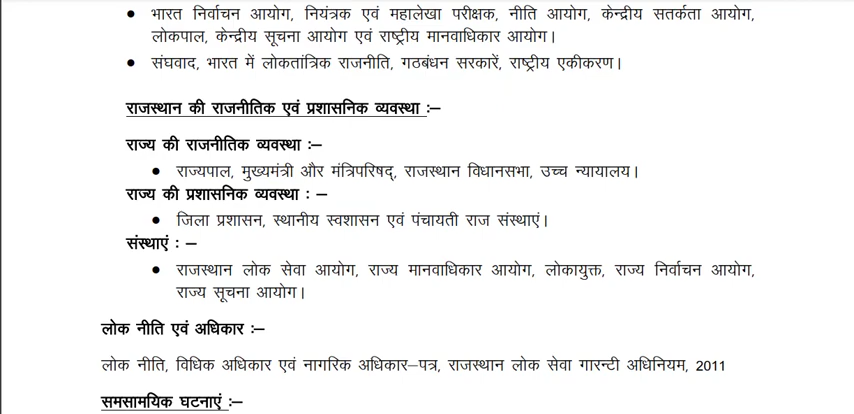 • भारत निर्वाचन आयोग, नियंत्रक एवं महालेखा परीक्षक, नीति आयोग, केन्द्रीय सतर्कता आयोग,
लोकपाल, केन्द्रीय सूचना आयोग एवं राष्ट्रीय मानवाधिकार आयोग।
• संघवाद, भारत में लोकतांत्रिक राजनीति, गठबंधन सरकारें, राष्ट्रीय एकीकरण।
राजस्थान की राजनीतिक एवं प्रशासनिक व्यवस्था :–
राज्य की राजनीतिक व्यवस्था :–
• राज्यपाल, मुख्यमंत्री और मंत्रिपरिषद्, राजस्थान विधानसभा, उच्च न्यायालय।
राज्य की प्रशासनिक व्यवस्था : –
• जिला प्रशासन, स्थानीय स्वशासन एवं पंचायती राज संस्थाएं।
संस्थाएं : –
• राजस्थान लोक सेवा आयोग, राज्य मानवाधिकार आयोग, लोकायुक्त, राज्य निर्वाचन आयोग,
राज्य सूचना आयोग।
लोक नीति एवं अधिकार :–
लोक नीति, विधिक अधिकार एवं नागरिक अधिकार–पत्र, राजस्थान लोक सेवा गारन्टी अधिनियम, 2011
समसामयिक घटनाएं :–